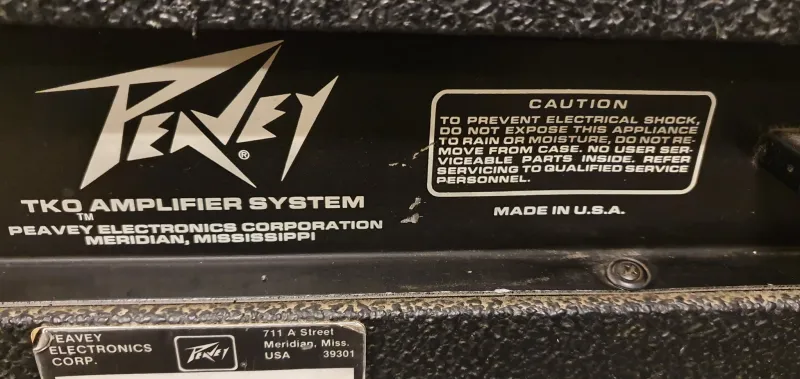 PEAVEY®
TKO AMPLIFIER SYSTEM
TM
PEAVEY ELECTRONICS CORPORATION
MERIDIAN, MISSISSIPPI
CAUTION
TO PREVENT ELECTRICAL SHOCK,
DO NOT EXPOSE THIS APPLIANCE
TO RAIN OR MOISTURE, DO NOT RE-
MOVE FROM CASE. NO USER SER-
VICEABLE PARTS INSIDE. REFER
SERVICING TO QUALIFIED SERVICE
PERSONNEL.
MADE IN U.S.A.
PEAVEY
ELECTRONICS
CORP.
PEAVEY
711 A Street
Meridian, Miss.
USA 39301